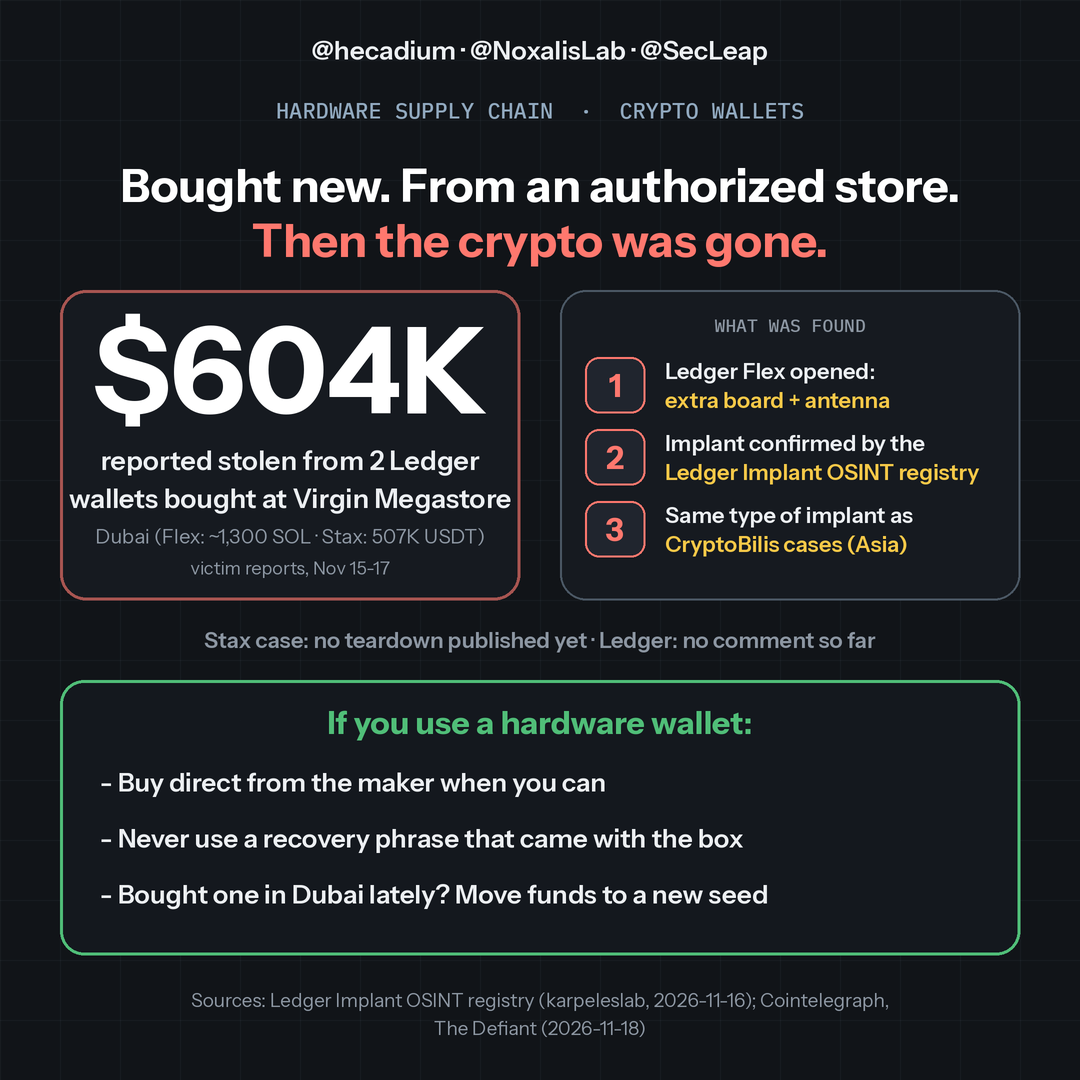 @hecadium · @NoxalisLab · @SecLeap
HARDWARE SUPPLY CHAIN · CRYPTO WALLETS
Bought new. From an authorized store.
Then the crypto was gone.
$604K
reported stolen from 2 Ledger
wallets bought at Virgin Megastore
Dubai (Flex: ~1,300 SOL · Stax: 507K USDT)
victim reports, Nov 15-17
WHAT WAS FOUND
1
Ledger Flex opened:
extra board + antenna
2
Implant confirmed by the
Ledger Implant OSINT registry
3
Same type of implant as
CryptoBilis cases (Asia)
Stax case: no teardown published yet · Ledger: no comment so far
If you use a hardware wallet:
- Buy direct from the maker when you can
- Never use a recovery phrase that came with the box
- Bought one in Dubai lately? Move funds to a new seed
Sources: Ledger Implant OSINT registry (karpeleslab, 2026-11-16); Cointelegraph,
The Defiant (2026-11-18)